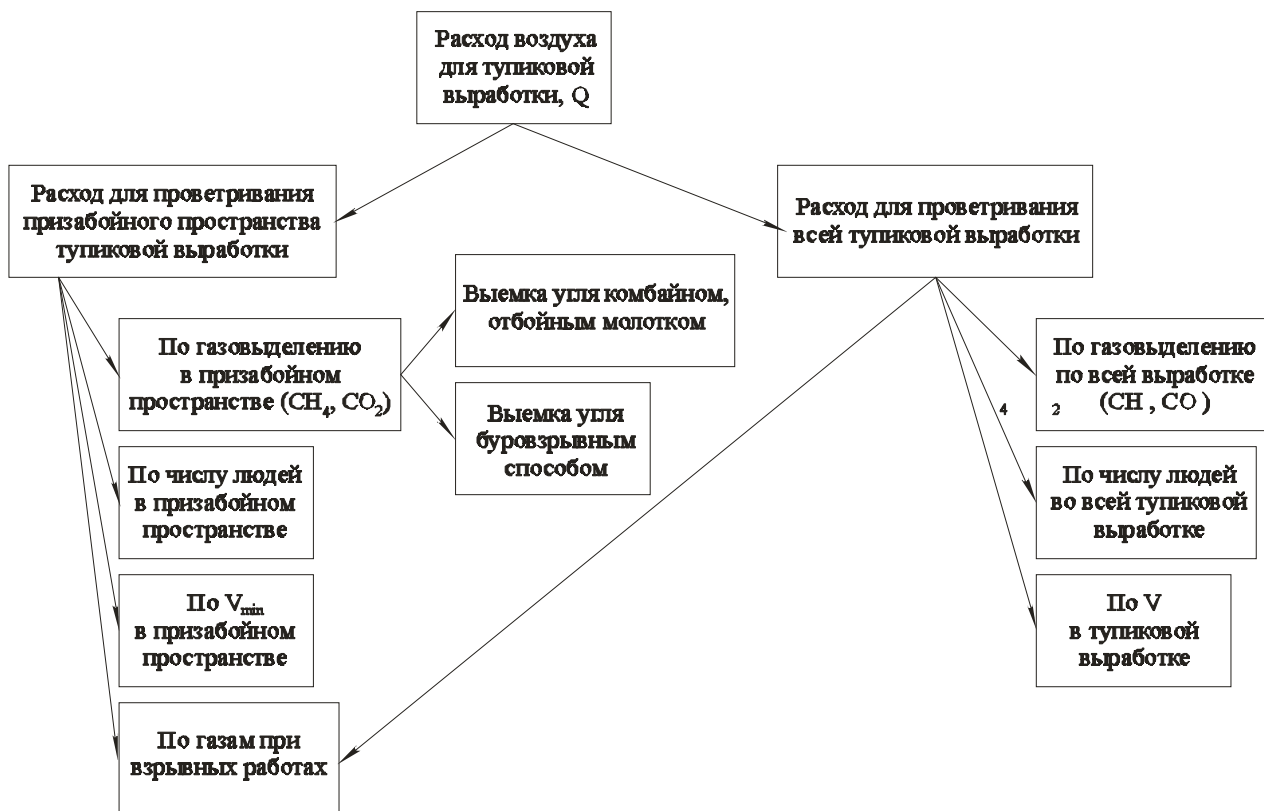 Расход воздуха
для тупиковой
выработки, Q
Расход для проветривания
призабойного пространства
тупиковой выработки
Расход для проветривания
всей тупиковой выработки
Выемка угля комбайном,
отбойным молотком
По газовыделению
в призабойном
пространстве (CH₄, CO₂)
Выемка угля
буровзрывным
способом
По газовыделению
по всей выработке
4 2 (CH , CO )
По числу людей
в призабойном
пространстве
По числу людей
во всей тупиковой
выработке
По Vmin
в призабойном
пространстве
По V
в тупиковой
выработке
По газам при
взрывных работах